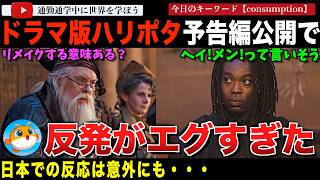 通勤通学中に世界を学ぼう
今日のキーワード【consumption】
ドラマ版ハリポタ予告編公開で
リメイクする意味ある？
ヘイ!メン!って言いそう
反発がエグすぎた
日本での反応は意外にも・・・